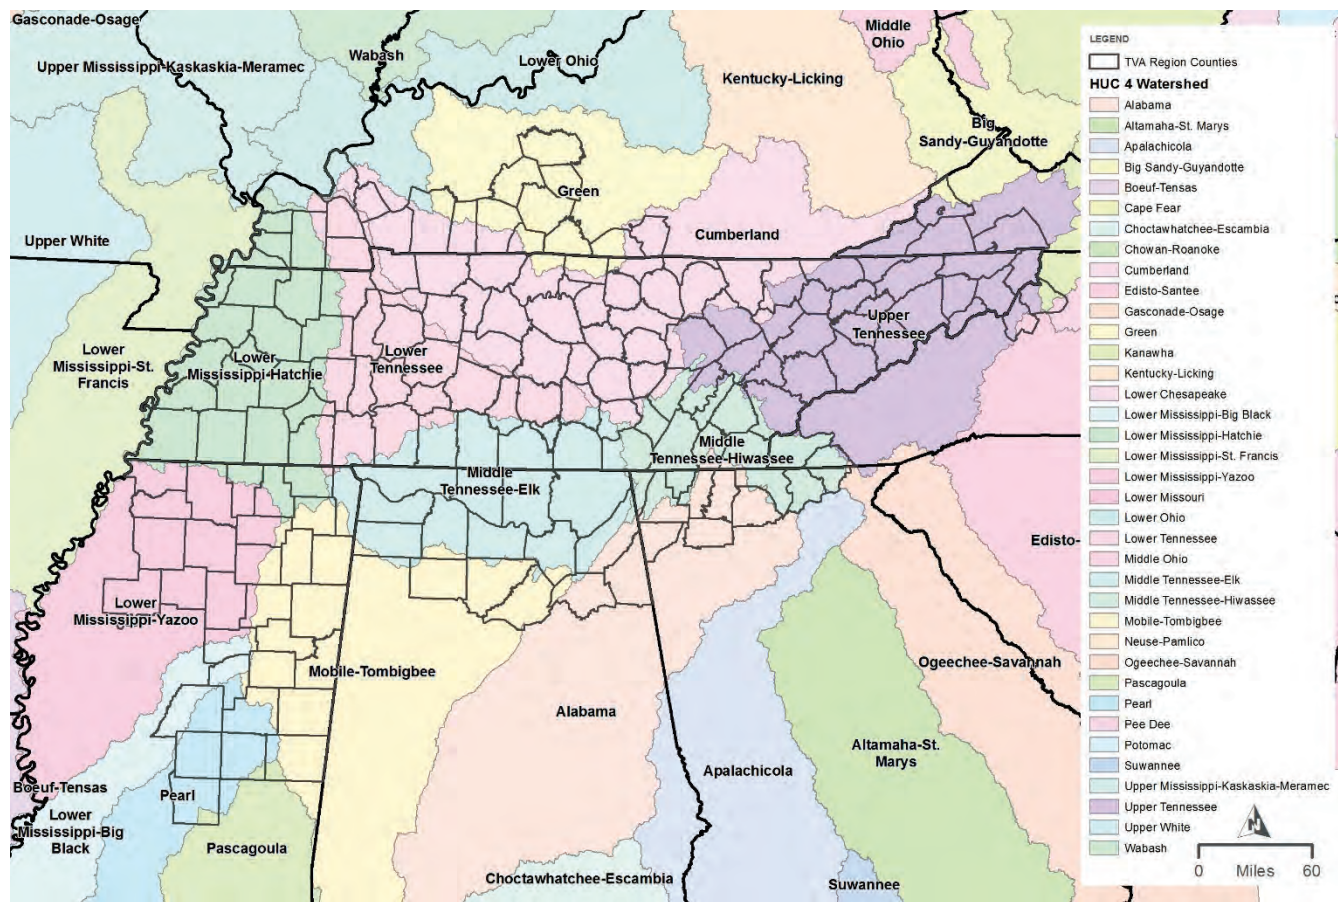 Gasconade-Osage
Upper Mississippi-Kaskaskia-Meramec
Wabash
Lower Ohio
Middle
Ohio
Kentucky-Licking
Big
Sandy-Guyandotte
Upper White
Green
Cumberland
Lower
Mississippi-St.
Francis
Lower
Mississippi-Hatchie
Lower
Tennessee
Upper
Tennessee
Middle
Tennessee-Elk
Middle
Tennessee-Hiwassee
Edisto-
Lower
Mississippi-Yazoo
Mobile-Tombigbee
Alabama
Ogeechee-Savannah
Apalachicola
Altamaha-St.
Marys
Boeuf-Tensas
Pearl
Lower
Mississippi-Big
Black
Pascagoula
Choctawhatchee-Escambia
Suwannee
LEGEND
TVA Region Counties
HUC 4 Watershed
Alabama
Altamaha-St. Marys
Apalachicola
Big Sandy-Guyandotte
Boeuf-Tensas
Cape Fear
Choctawhatchee-Escambia
Chowan-Roanoke
Cumberland
Edisto-Santee
Gasconade-Osage
Green
Kanawha
Kentucky-Licking
Lower Chesapeake
Lower Mississippi-Big Black
Lower Mississippi-Hatchie
Lower Mississippi-St. Francis
Lower Mississippi-Yazoo
Lower Missouri
Lower Ohio
Lower Tennessee
Middle Ohio
Middle Tennessee-Elk
Middle Tennessee-Hiwassee
Mobile-Tombigbee
Neuse-Pamlico
Ogeechee-Savannah
Pascagoula
Pearl
Pee Dee
Potomac
Suwannee
Upper Mississippi-Kaskaskia-Meramec
Upper Tennessee
Upper White
Wabash
N
0 Miles 60